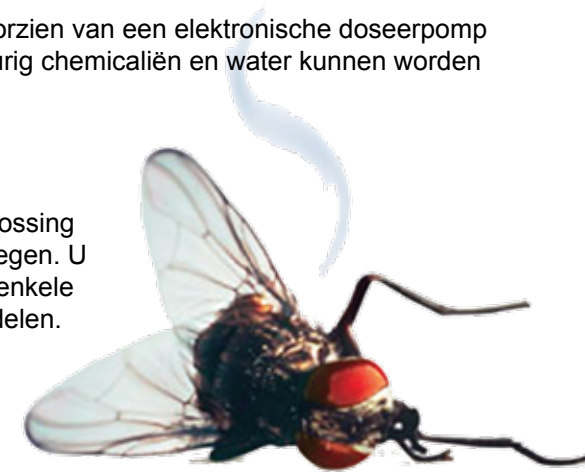 orzien van een elektronische doseerpomp
urig chemicaliën en water kunnen worden
ossing
egen. U
enkele
delen.